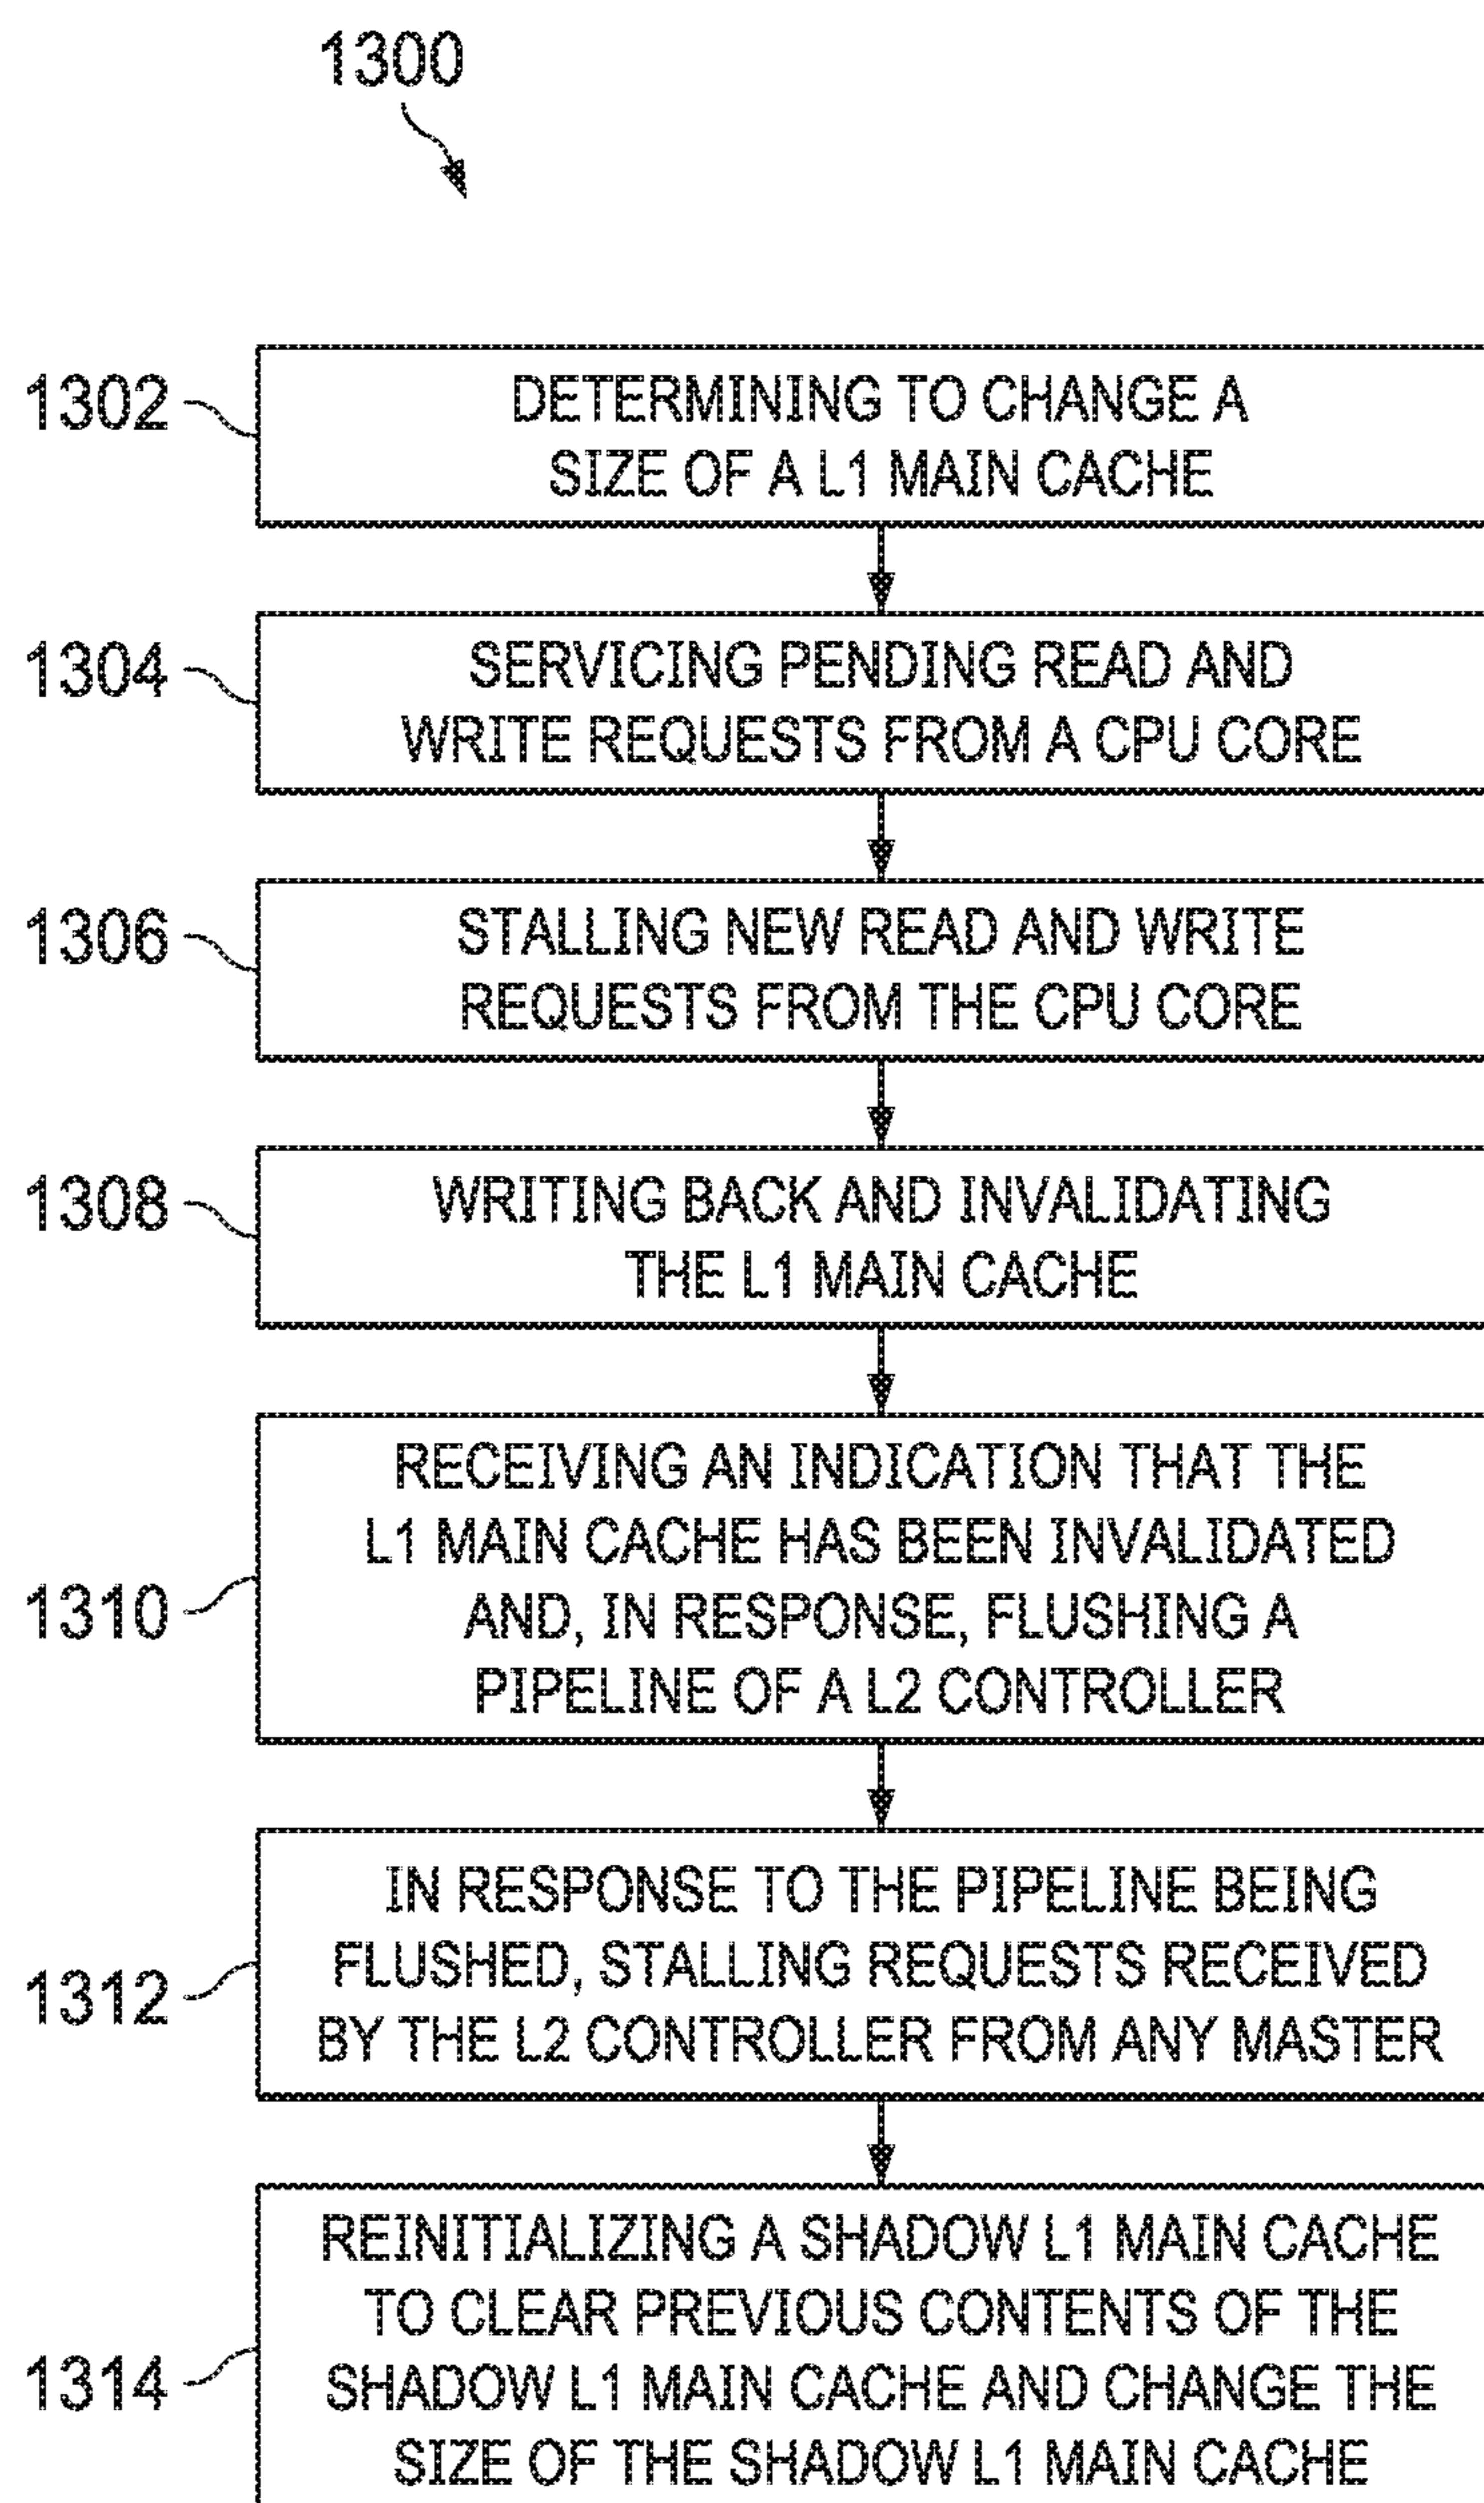 1300
1302
DETERMINING TO CHANGE A
SIZE OF A L1 MAIN CACHE
1304
SERVICING PENDING READ AND
WRITE REQUESTS FROM A CPU CORE
1306
STALLING NEW READ AND WRITE
REQUESTS FROM THE CPU CORE
1308
WRITING BACK AND INVALIDATING
THE L1 MAIN CACHE
1310
RECEIVING AN INDICATION THAT THE
L1 MAIN CACHE HAS BEEN INVALIDATED
AND, IN RESPONSE, FLUSHING A
PIPELINE OF A L2 CONTROLLER
1312
IN RESPONSE TO THE PIPELINE BEING
FLUSHED, STALLING REQUESTS RECEIVED
BY THE L2 CONTROLLER FROM ANY MASTER
1314
REINITIALIZING A SHADOW L1 MAIN CACHE
TO CLEAR PREVIOUS CONTENTS OF THE
SHADOW L1 MAIN CACHE AND CHANGE THE
SIZE OF THE SHADOW L1 MAIN CACHE